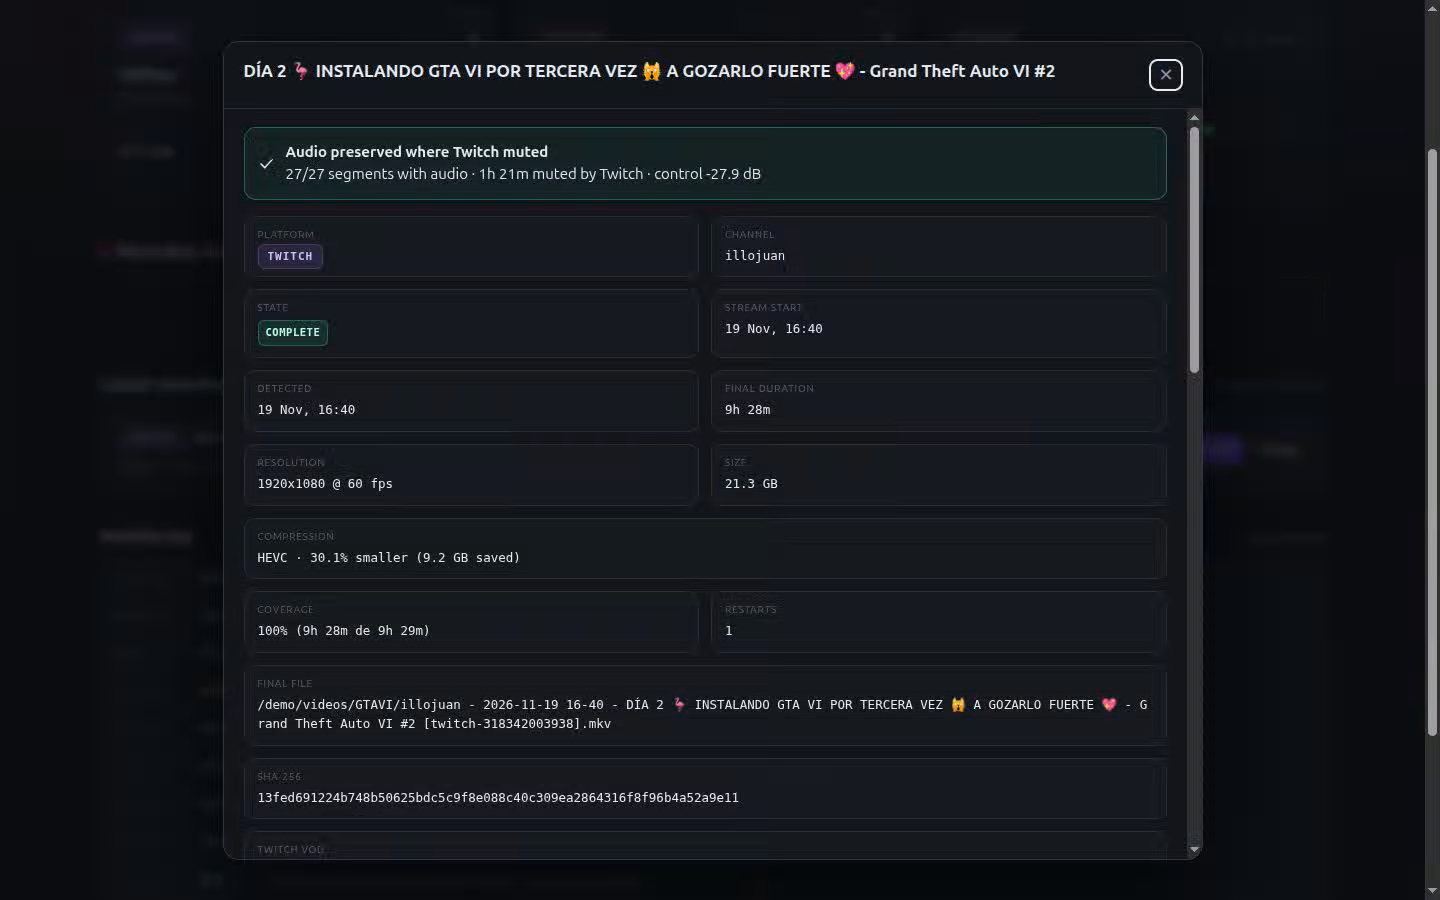 DÍA 2 🦩 INSTALANDO GTA VI POR TERCERA VEZ 🙌 A GOZARLO FUERTE 💖 - Grand Theft Auto VI #2
Audio preserved where Twitch muted
27/27 segments with audio · 1h 21m muted by Twitch · control -27.9 dB
PLATFORM
TWITCH
CHANNEL
illojuan
STATE
COMPLETE
STREAM START
19 Nov, 16:40
DETECTED
19 Nov, 16:40
FINAL DURATION
9h 28m
RESOLUTION
1920x1080 @ 60 fps
SIZE
21.3 GB
COMPRESSION
HEVC · 30.1% smaller (9.2 GB saved)
COVERAGE
100% (9h 28m de 9h 29m)
RESTARTS
1
FINAL FILE
/demo/videos/GTAVI/illojuan - 2026-11-19 16-40 - DÍA 2 🦩 INSTALANDO GTA VI POR TERCERA VEZ 🙌 A GOZARLO FUERTE 💖 - G
rand Theft Auto VI #2 [twitch-318342003938].mkv
SHA-256
13fed691224b748b50625bdc5c9f8e088c40c309ea2864316f8f96b4a52a9e11
TWITCH VOD